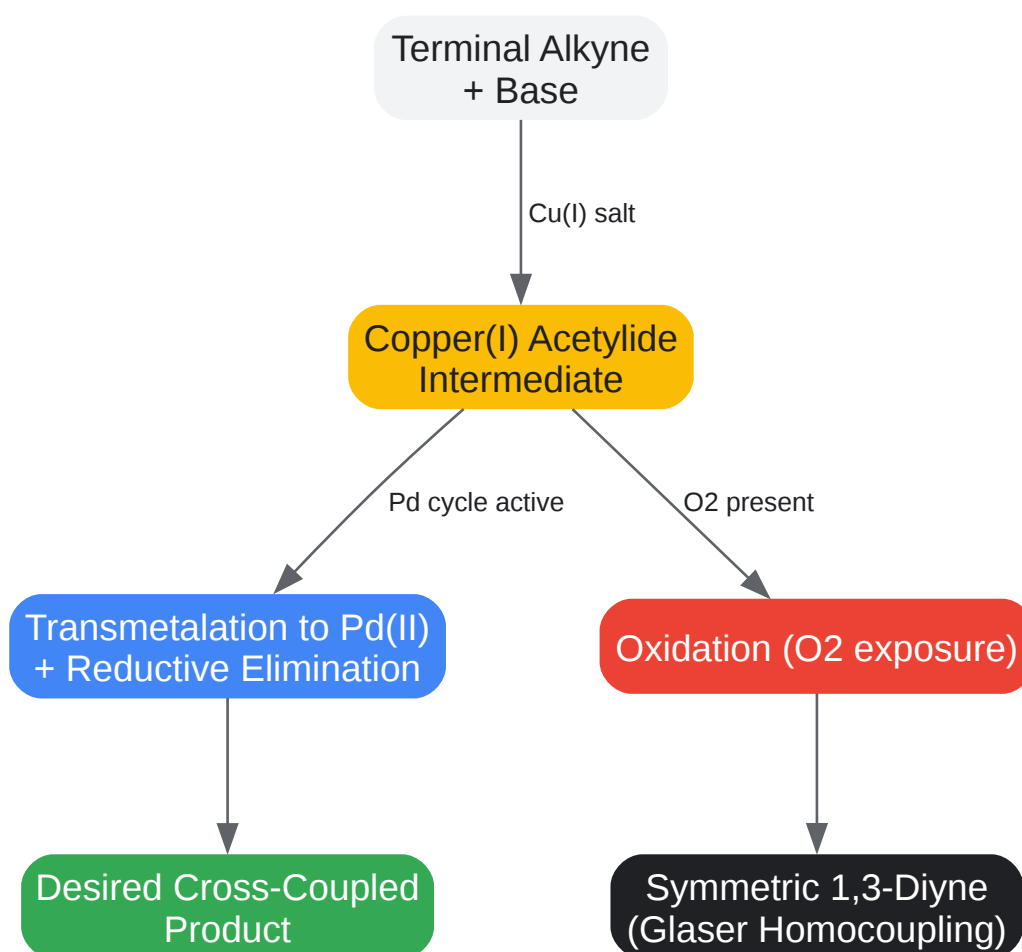 Terminal Alkyne
+ Base
Cu(I) salt
Copper(I) Acetylide
Intermediate
Pd cycle active
O2 present
Transmetalation to Pd(II)
+ Reductive Elimination
Oxidation (O2 exposure)
Desired Cross-Coupled
Product
Symmetric 1,3-Diyne
(Glaser Homocoupling)